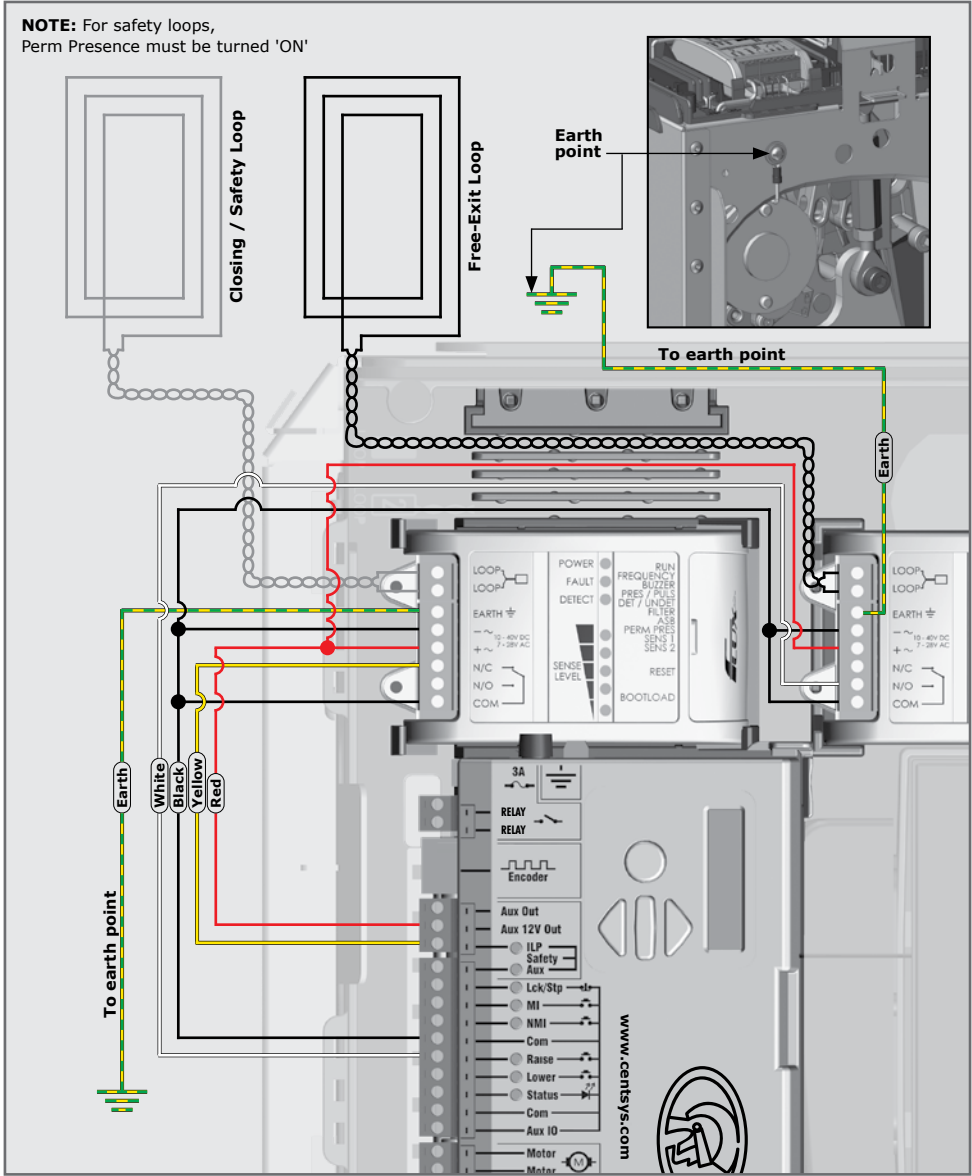 NOTE: For safety loops,
Perm Presence must be turned 'ON'
Closing / Safety Loop
Free-Exit Loop
Earth
point
To earth point
Earth
LOOP
LOOP
EARTH
10 - 40V DC
7 - 28V AC
N/C
N/O
COM
POWER
FAULT
DETECT
SENSE
LEVEL
RUN
FREQUENCY
BUZZER
PRES / PULS
DET / UNDET
FILTER
ASB
PERM PRES
SENS 1
SENS 2
RESET
BOOTLOAD
FLUX
LOOP
LOOP
EARTH
10 - 40V DC
7 - 28V AC
N/C
N/O
COM
Earth
White
Black
Yellow
Red
To earth point
3A
RELAY
RELAY
Encoder
Aux Out
Aux 12V Out
ILP
Safety
Aux
Lck/Stp
MI
NMI
Com
Raise
Lower
Status
Com
Aux IO
Motor
M
Motor
www.centsys.com